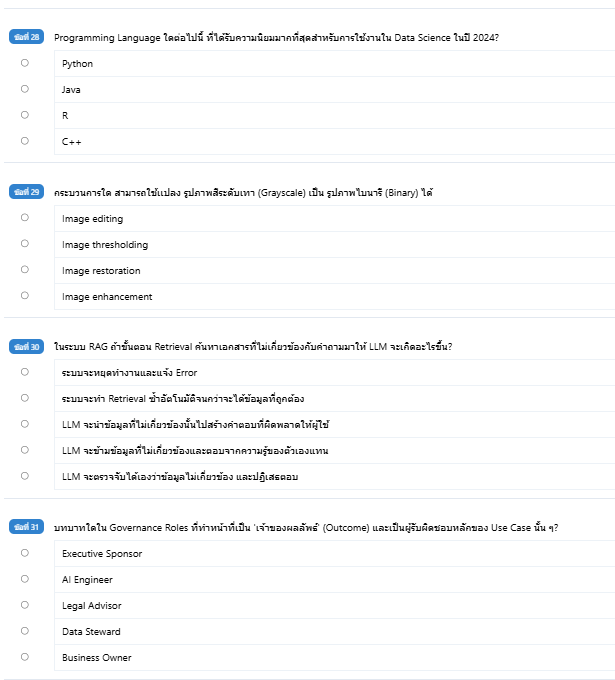 ข้อที่ 28 Programming Language ใดต่อไปนี้ ที่ได้รับความนิยมมากที่สุดสำหรับการใช้งานใน Data Science ในปี 2024?
Python
Java
R
C++
ข้อที่ 29 กระบวนการใด สามารถใช้แปลง รูปภาพสีระดับเทา (Grayscale) เป็น รูปภาพไบนารี (Binary) ได้
Image editing
Image thresholding
Image restoration
Image enhancement
ข้อที่ 30 ในระบบ RAG ถ้าขั้นตอน Retrieval ค้นหาเอกสารที่ไม่เกี่ยวข้องกับคำถามมาให้ LLM จะเกิดอะไรขึ้น?
ระบบจะหยุดทำงานและแจ้ง Error
ระบบจะทำ Retrieval ซ้ำอัตโนมัติจนกว่าจะได้ข้อมูลที่ถูกต้อง
LLM จะนำข้อมูลที่ไม่เกี่ยวข้องนั้นไปสร้างคำตอบที่ผิดพลาดให้ผู้ใช้
LLM จะข้ามข้อมูลที่ไม่เกี่ยวข้องและตอบจากความรู้ของตัวเองแทน
LLM จะตรวจจับได้เองว่าข้อมูลไม่เกี่ยวข้อง และปฏิเสธตอบ
ข้อที่ 31 บทบาทใดใน Governance Roles ที่ทำหน้าที่เป็น 'เจ้าของผลลัพธ์' (Outcome) และเป็นผู้รับผิดชอบหลักของ Use Case นั้น ๆ?
Executive Sponsor
AI Engineer
Legal Advisor
Data Steward
Business Owner